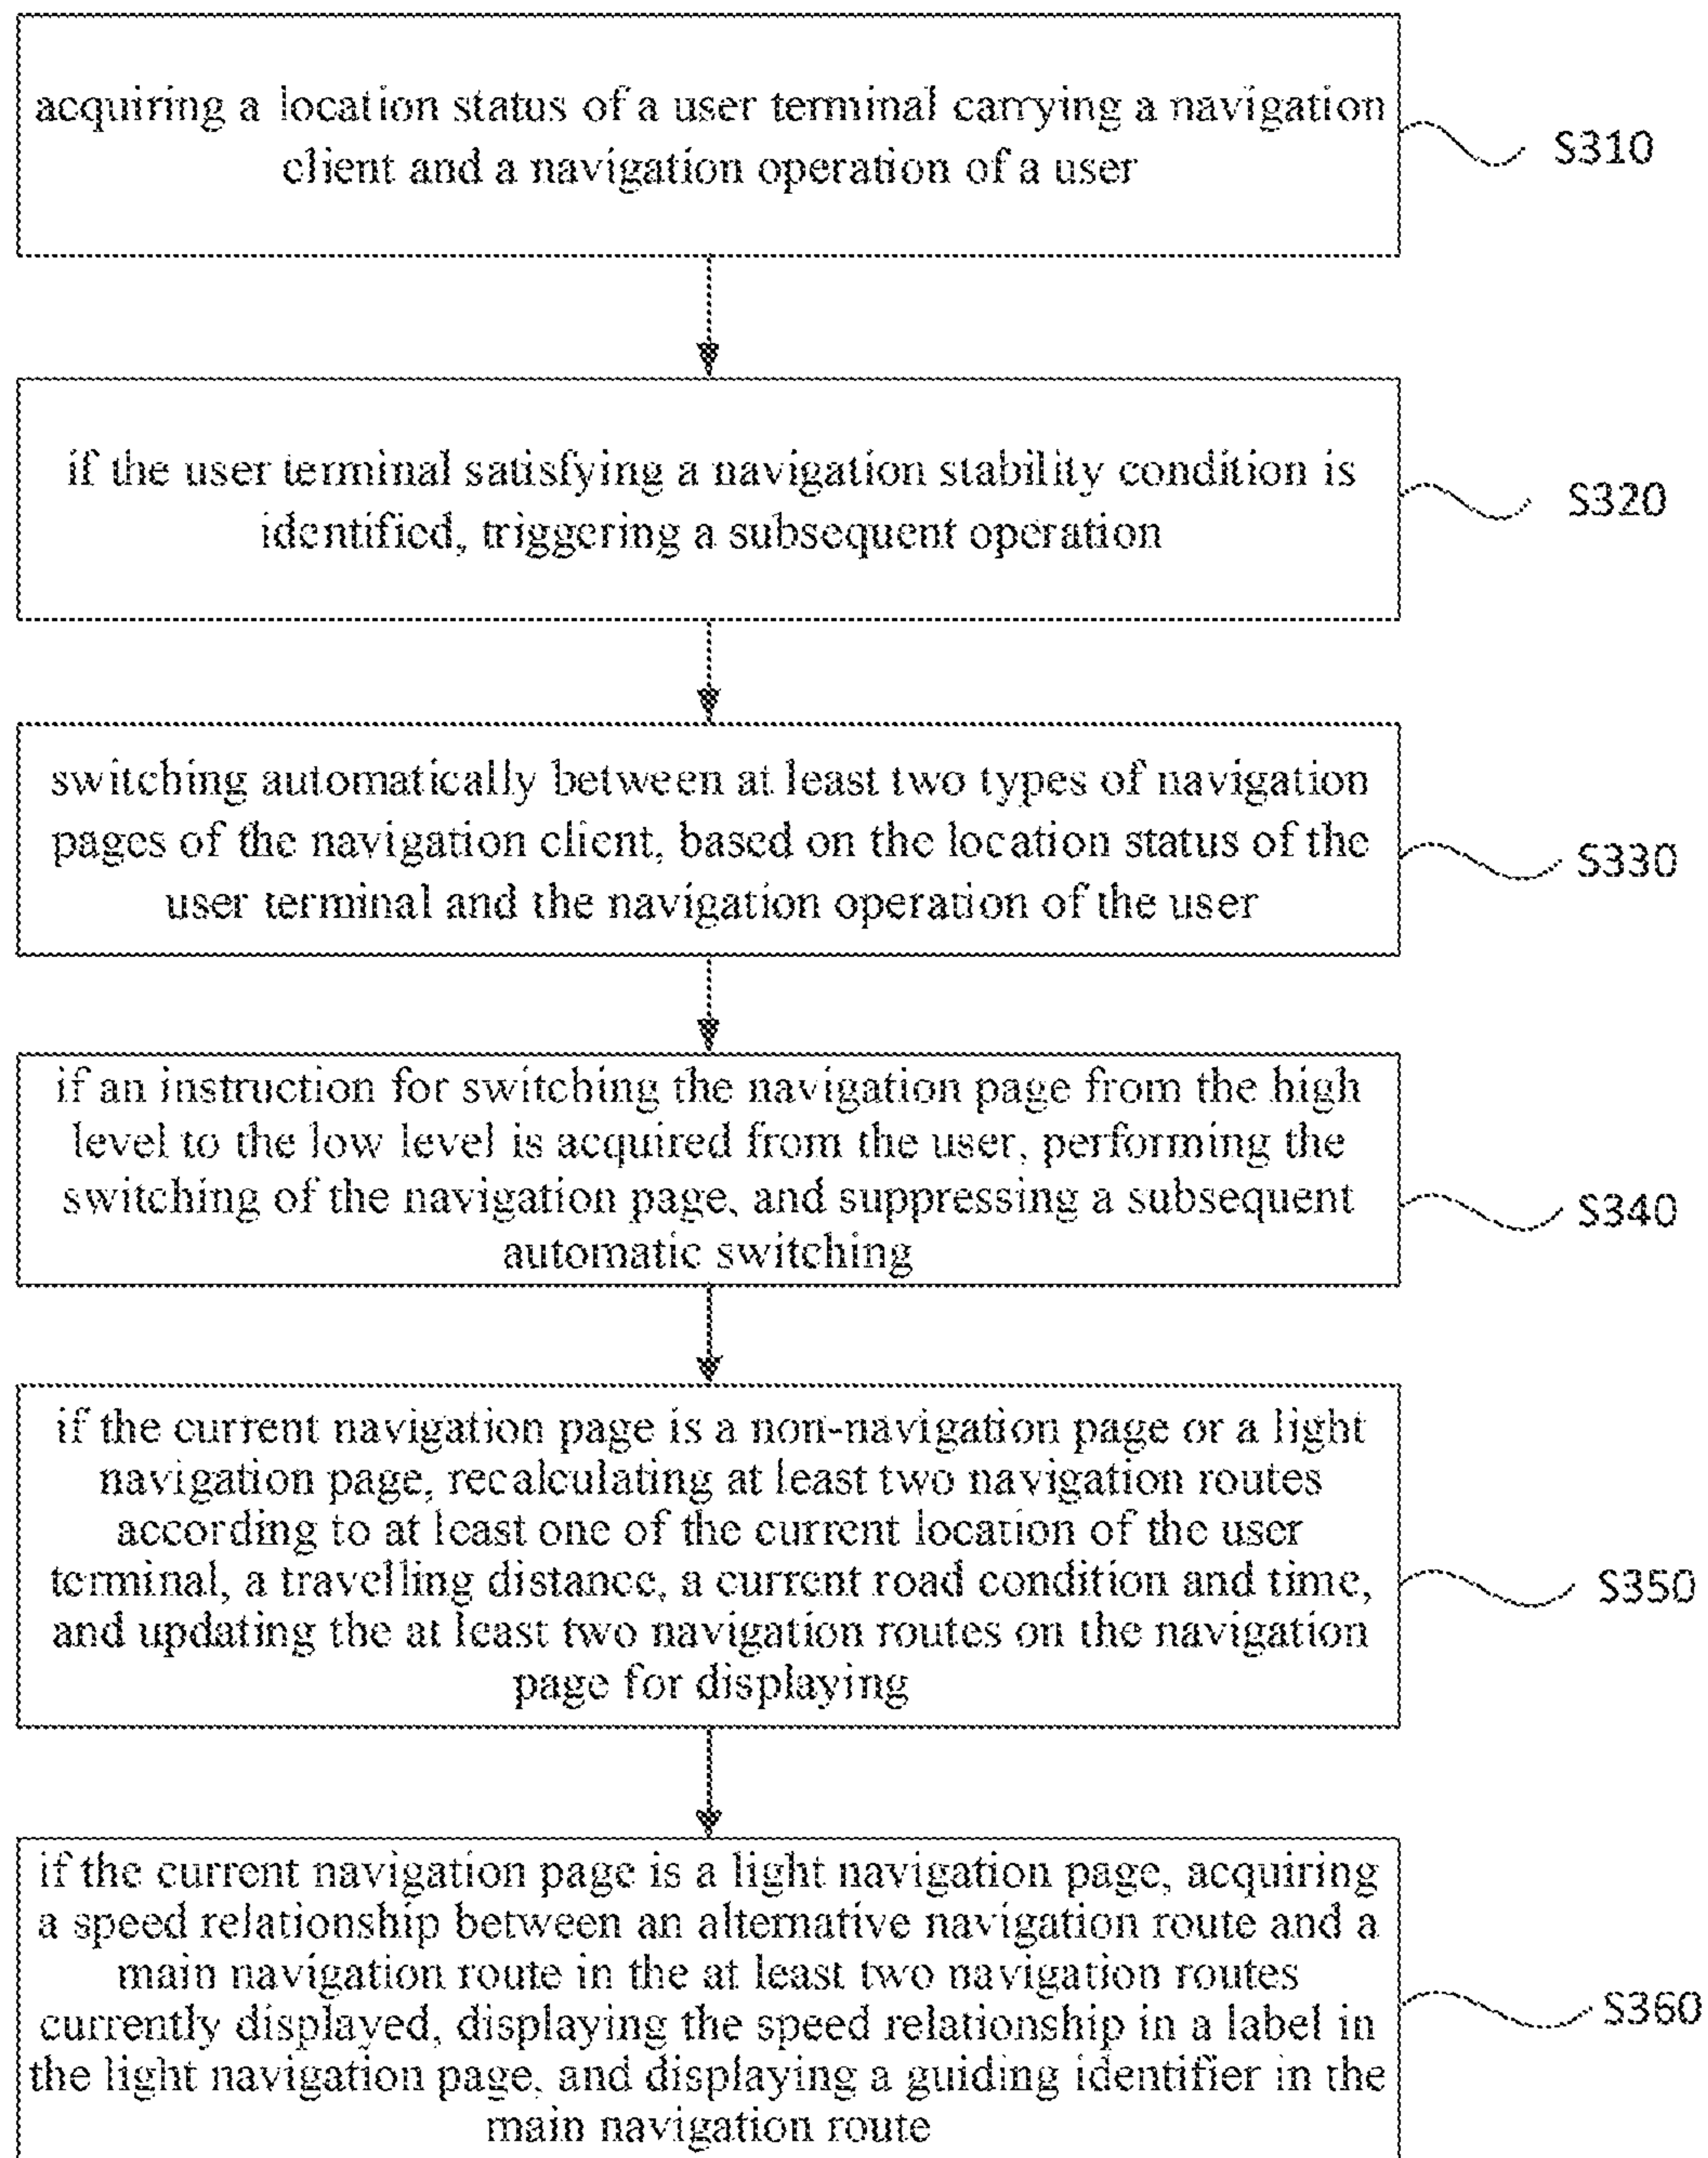 acquiring a location status of a user terminal carrying a navigation
client and a navigation operation of a user
S310
if the user terminal satisfying a navigation stability condition is
identified, triggering a subsequent operation
S320
switching automatically between at least two types of navigation
pages of the navigation client, based on the location status of the
user terminal and the navigation operation of the user
S330
if an instruction for switching the navigation page from the high
level to the low level is acquired from the user, performing the
switching of the navigation page, and suppressing a subsequent
automatic switching
S340
if the current navigation page is a non-navigation page or a light
navigation page, recalculating at least two navigation routes
according to at least one of the current location of the user
terminal, a travelling distance, a current road condition and time,
and updating the at least two navigation routes on the navigation
page for displaying
S350
if the current navigation page is a light navigation page, acquiring
a speed relationship between an alternative navigation route and a
main navigation route in the at least two navigation routes
currently displayed, displaying the speed relationship in a label in
the light navigation page, and displaying a guiding identifier in the
main navigation route
S360